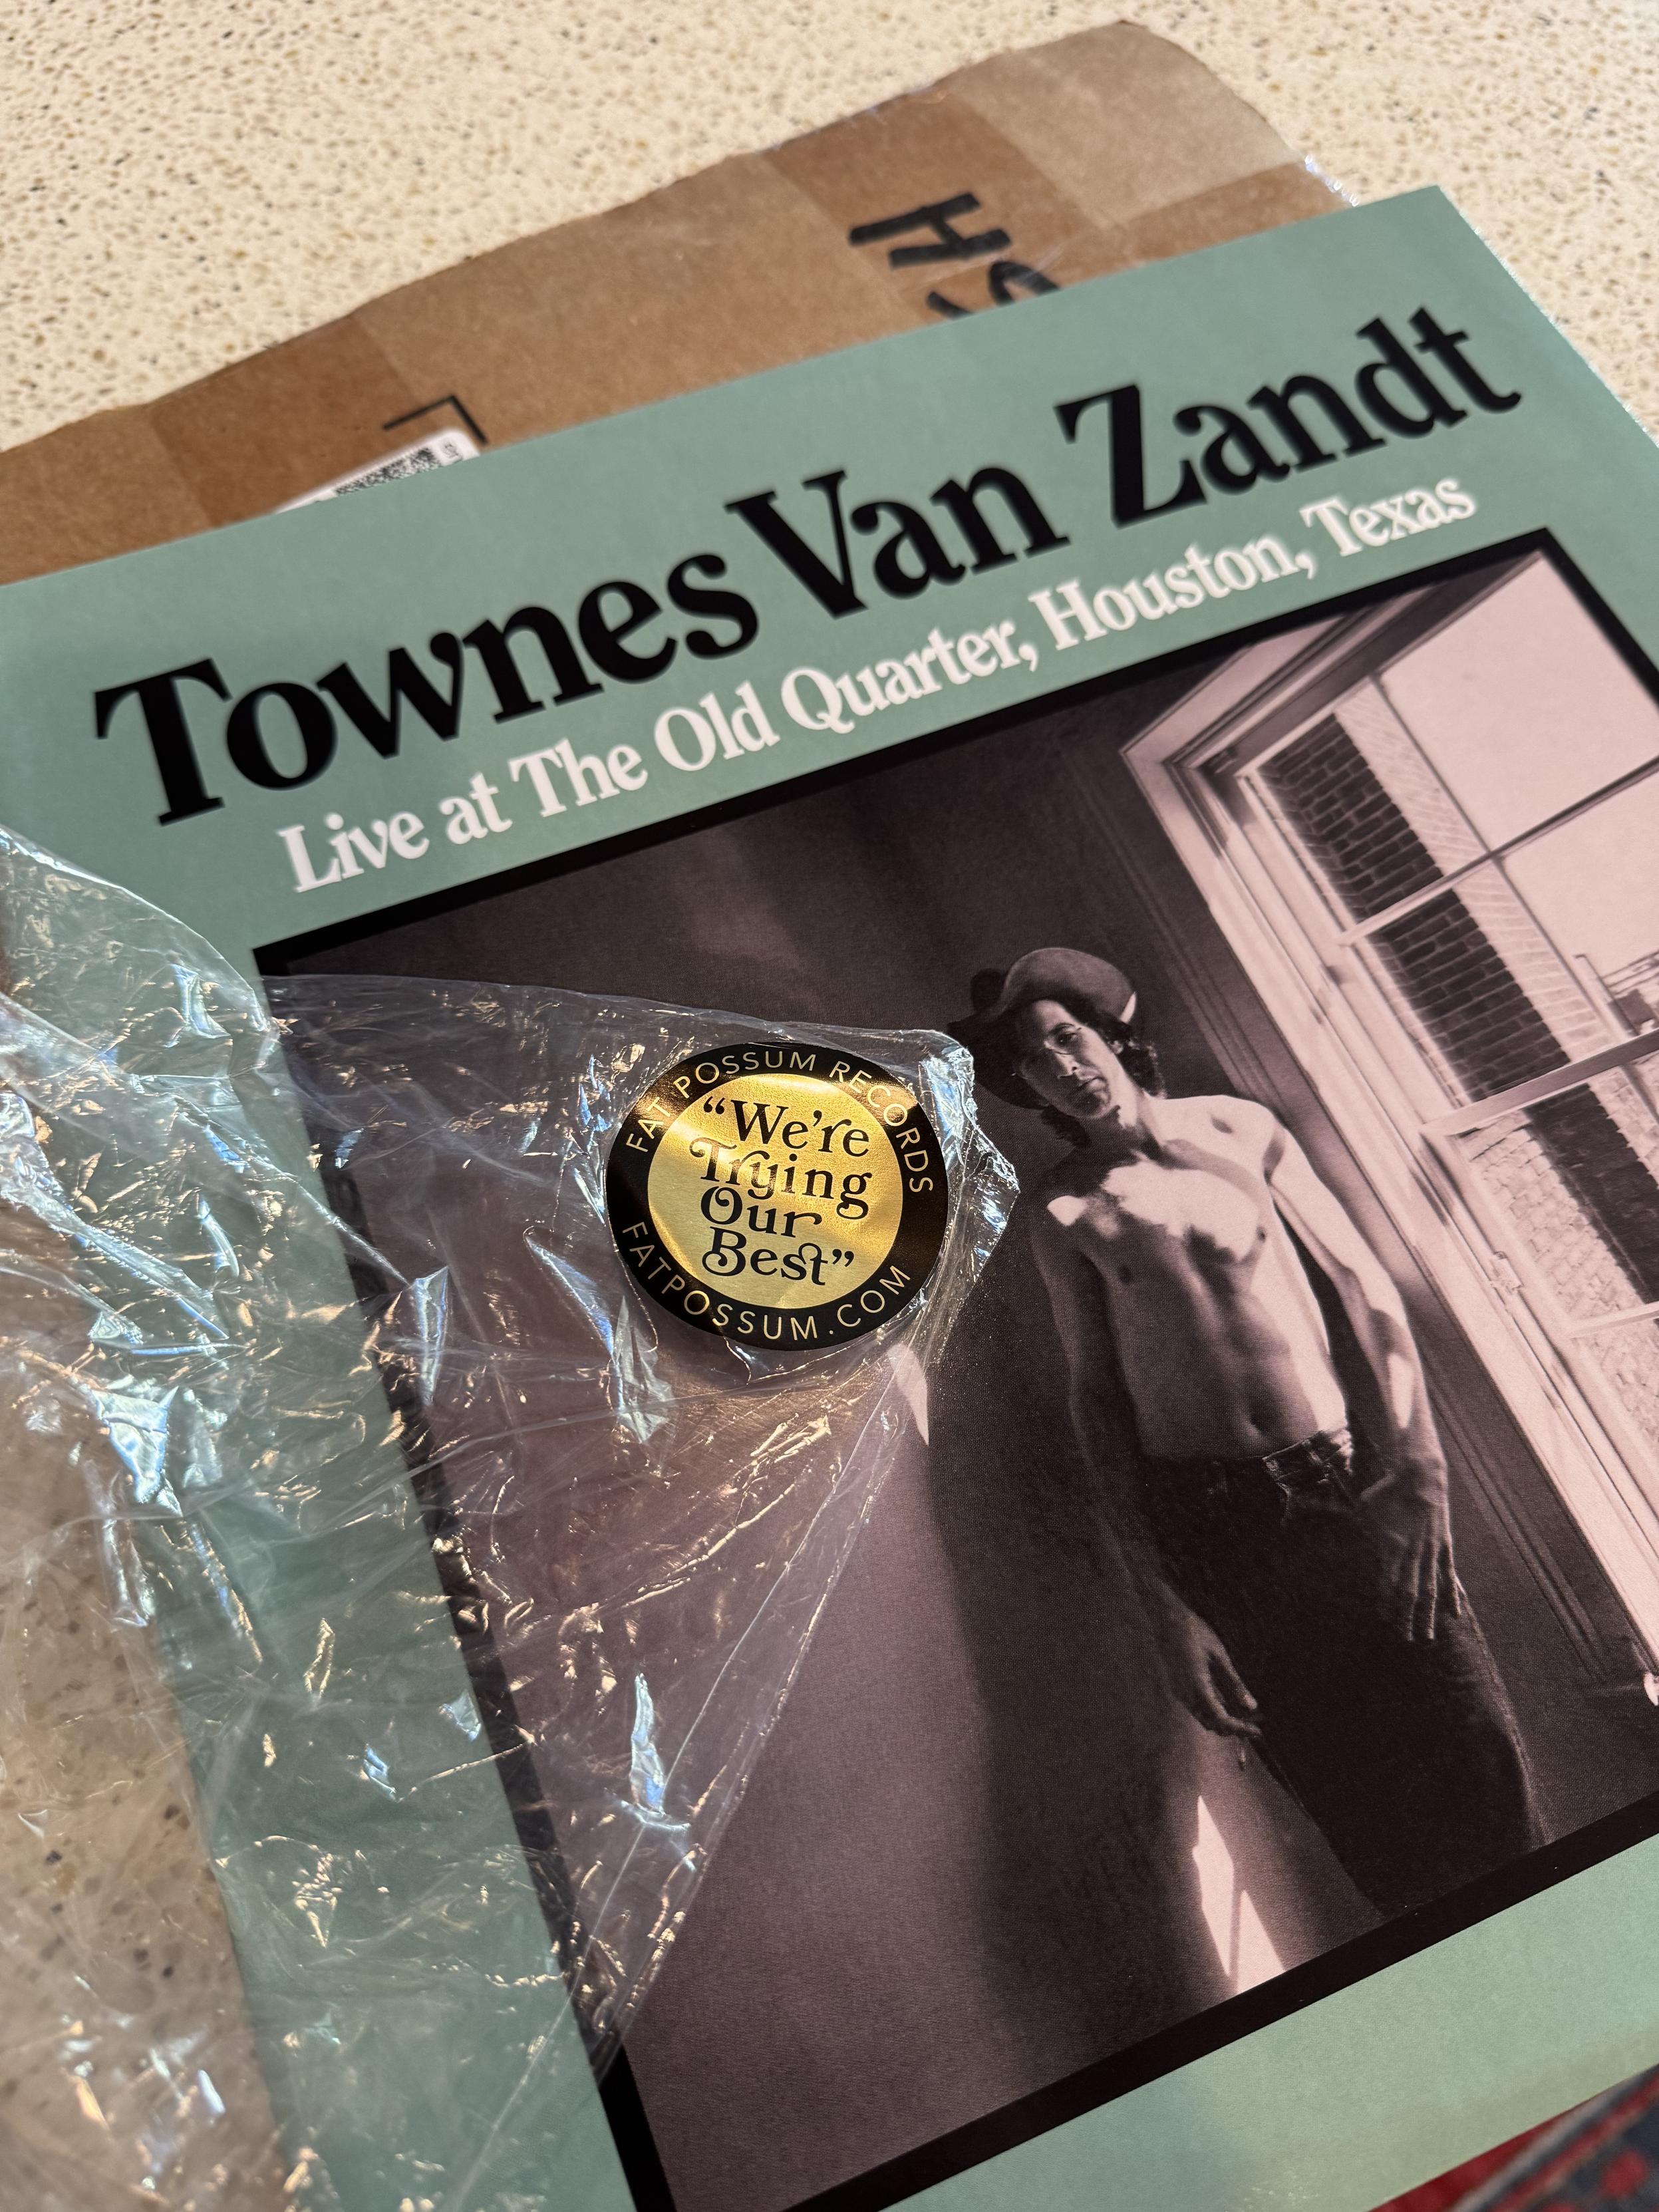 Townes Van Zandt
Live at The Old Quarter, Houston, Texas
FAT POSSUM RECORDS
“We’re
Trying
Our
Best”
FATPOSSUM.COM